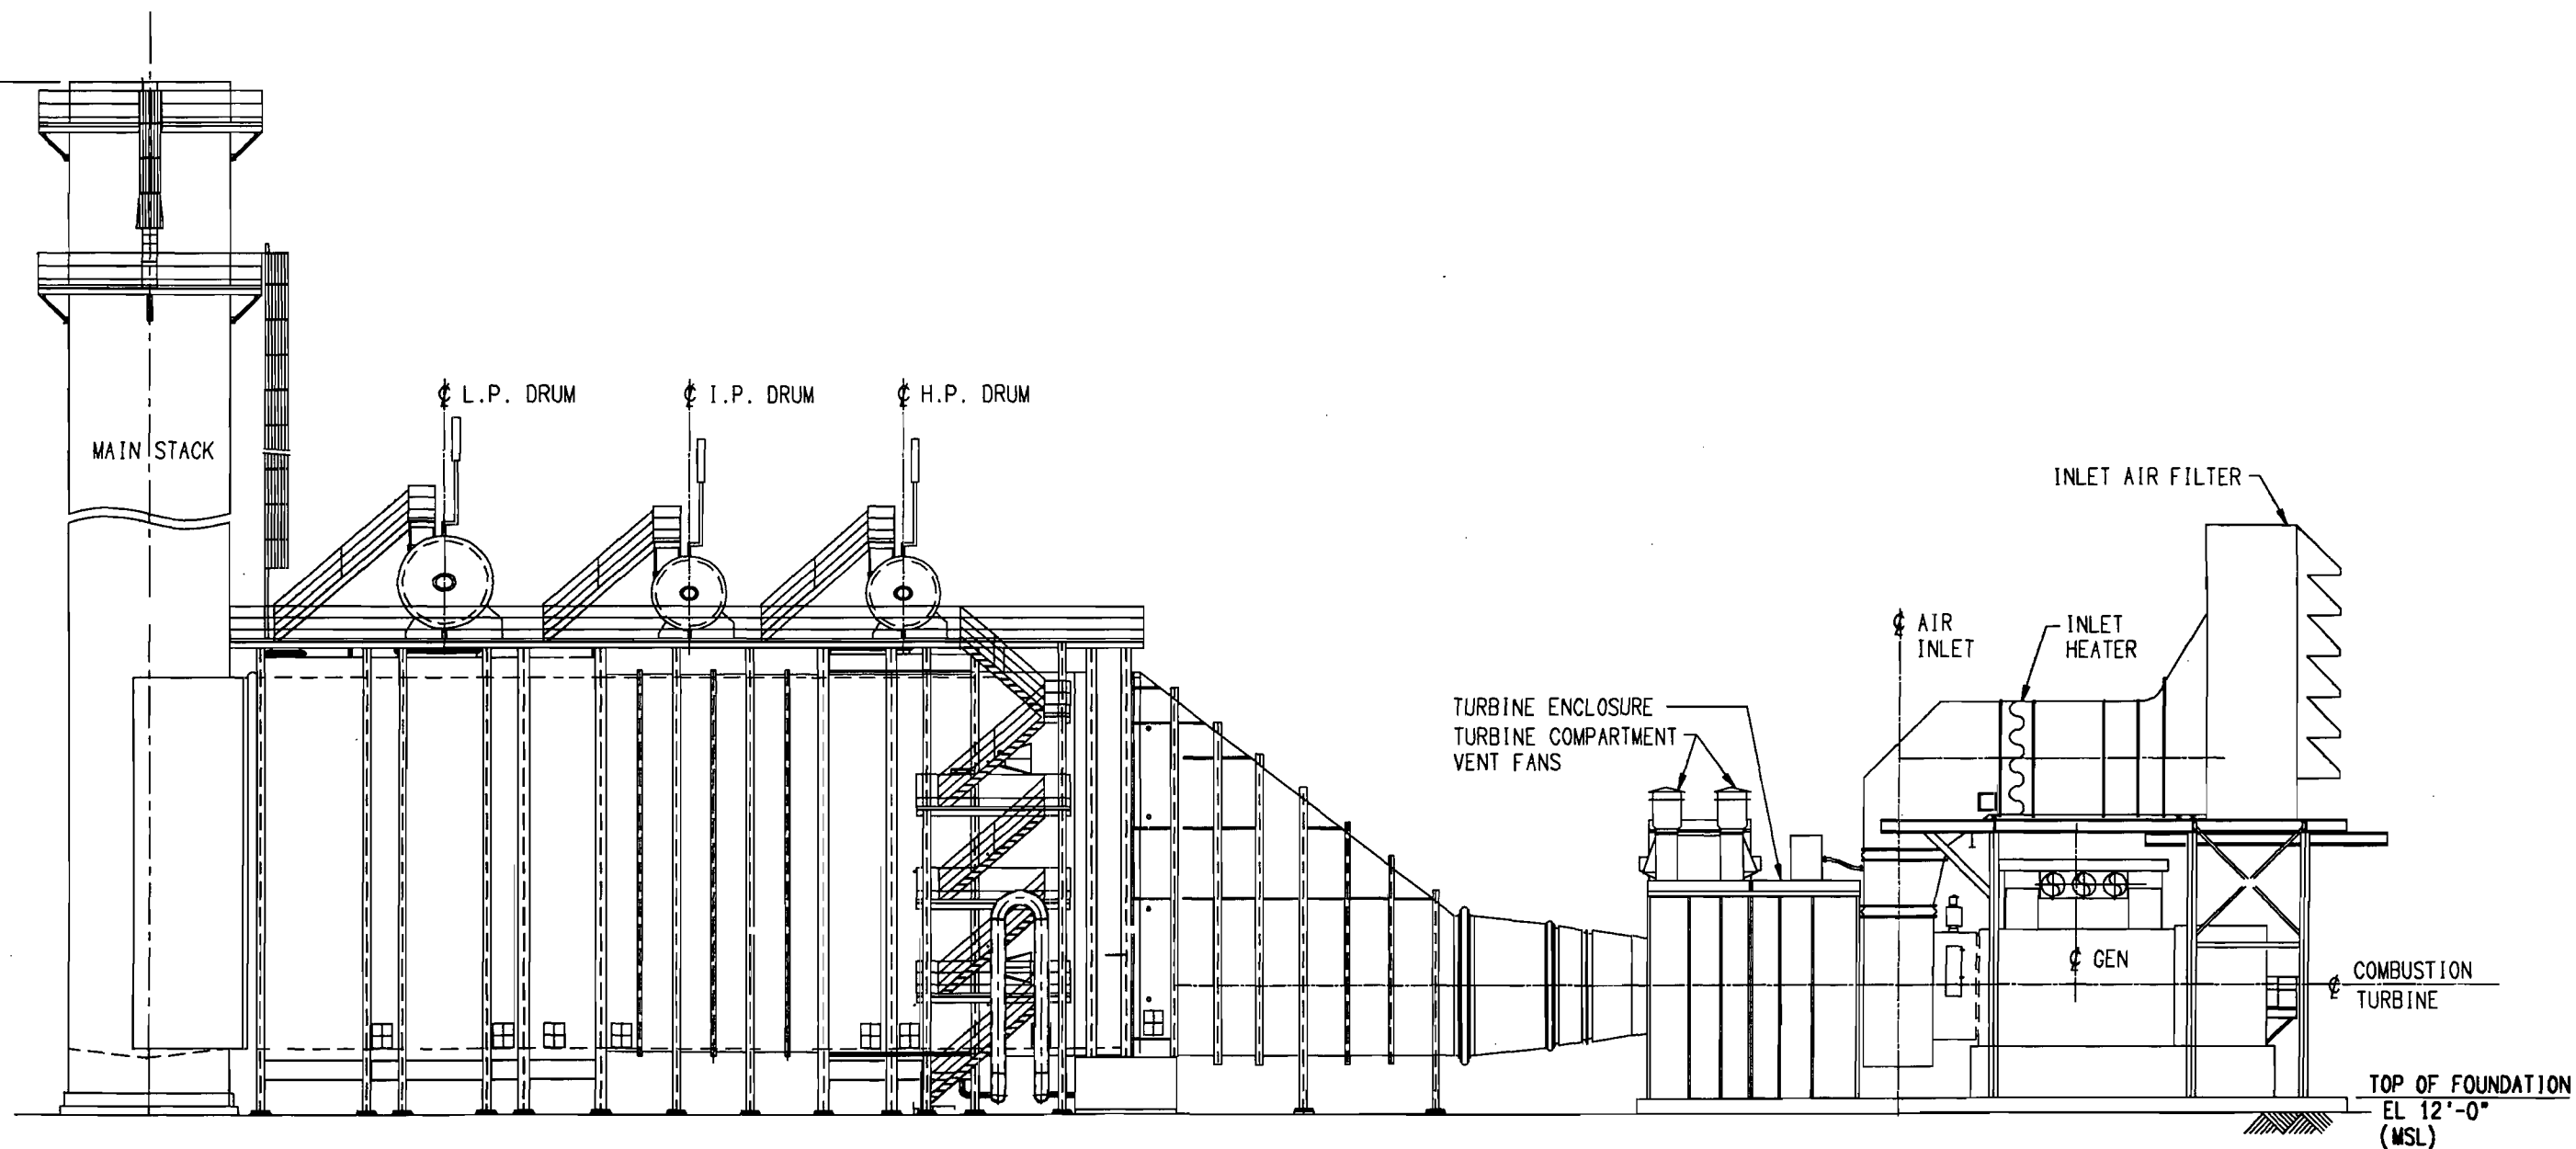 ℄ L.P. DRUM
℄ I.P. DRUM
℄ H.P. DRUM
MAIN STACK
INLET AIR FILTER
℄ AIR
INLET
INLET
HEATER
TURBINE ENCLOSURE
TURBINE COMPARTMENT
VENT FANS
℄ GEN
℄ COMBUSTION
TURBINE
TOP OF FOUNDATION
EL 12'-0"
(MSL)